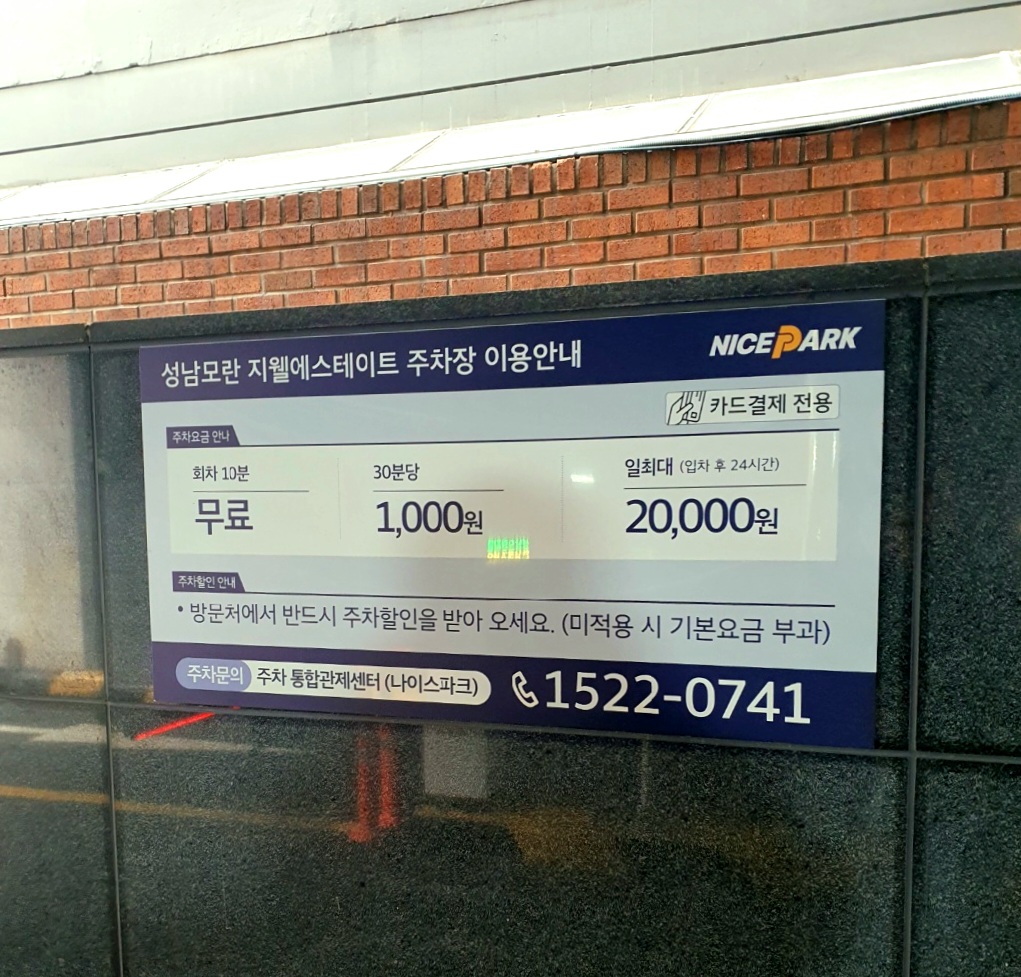 성남모란 지웰에스테이트 주차장 이용안내
NICEPARK
카드결제 전용
주차요금 안내
회차 10분
무료
30분당
1,000원
일최대 (입차 후 24시간)
20,000원
주차할인 안내
• 방문처에서 반드시 주차할인을 받아 오세요. (미적용 시 기본요금 부과)
주차문의 주차 통합관제센터 (나이스파크) 1522-0741